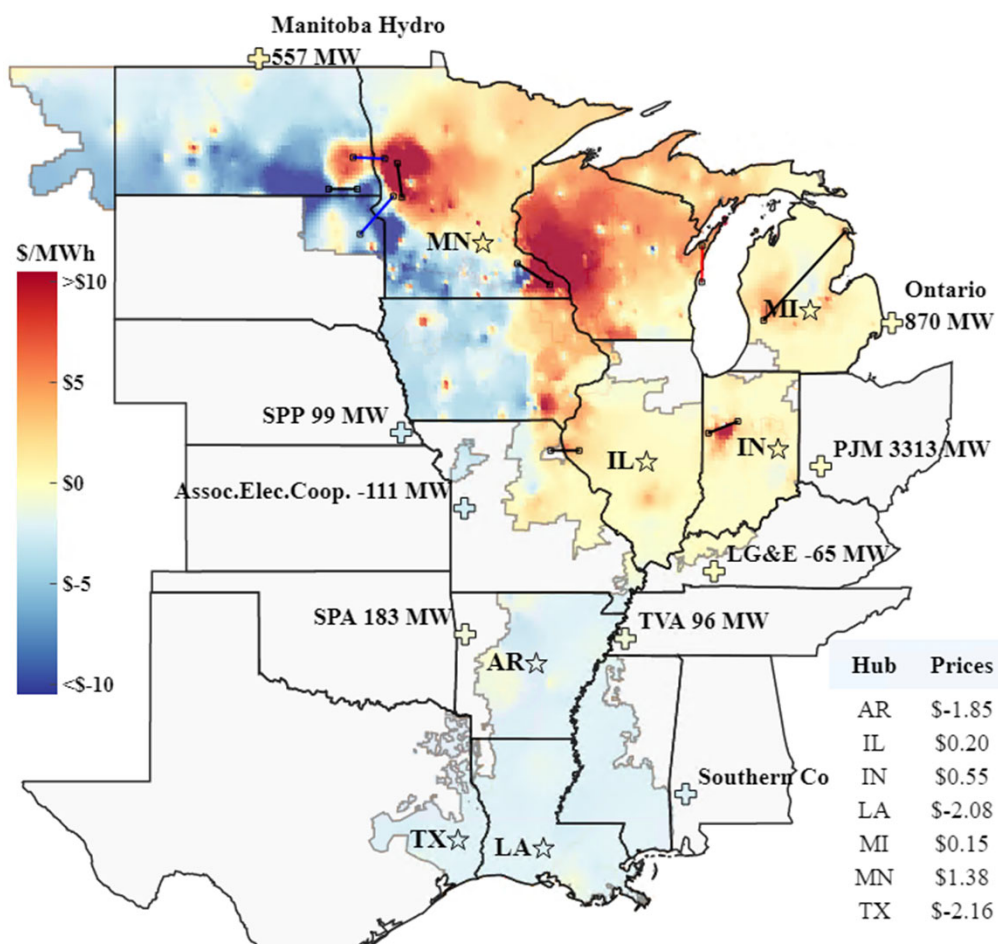 Manitoba Hydro
557 MW
$/MWh
>$10
$5
$0
$-5
<$-10
MN
MI
Ontario
870 MW
SPP 99 MW
IL
IN
PJM 3313 MW
Assoc.Elec.Coop. -111 MW
LG&E -65 MW
SPA 183 MW
TVA 96 MW
AR
Southern Co
TX
LA
Hub Prices
AR $-1.85
IL $0.20
IN $0.55
LA $-2.08
MI $0.15
MN $1.38
TX $-2.16